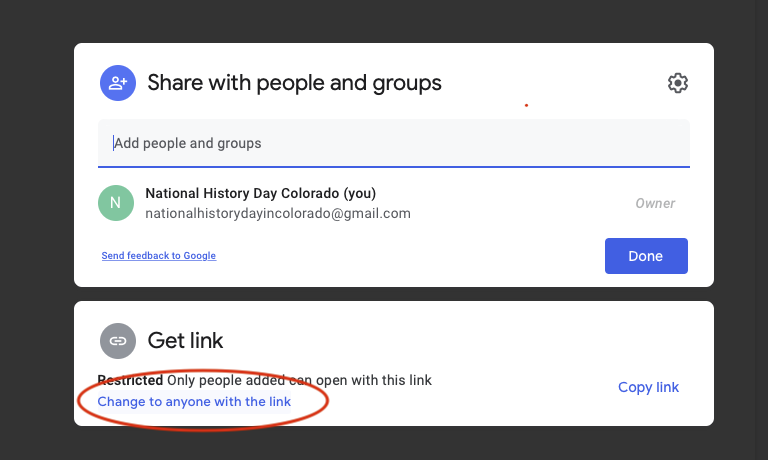 Share with people and groups
Add people and groups
N
National History Day Colorado (you)
nationalhistorydayincolorado@gmail.com
Owner
Send feedback to Google
Done
Get link
Restricted Only people added can open with this link
Change to anyone with the link
Copy link